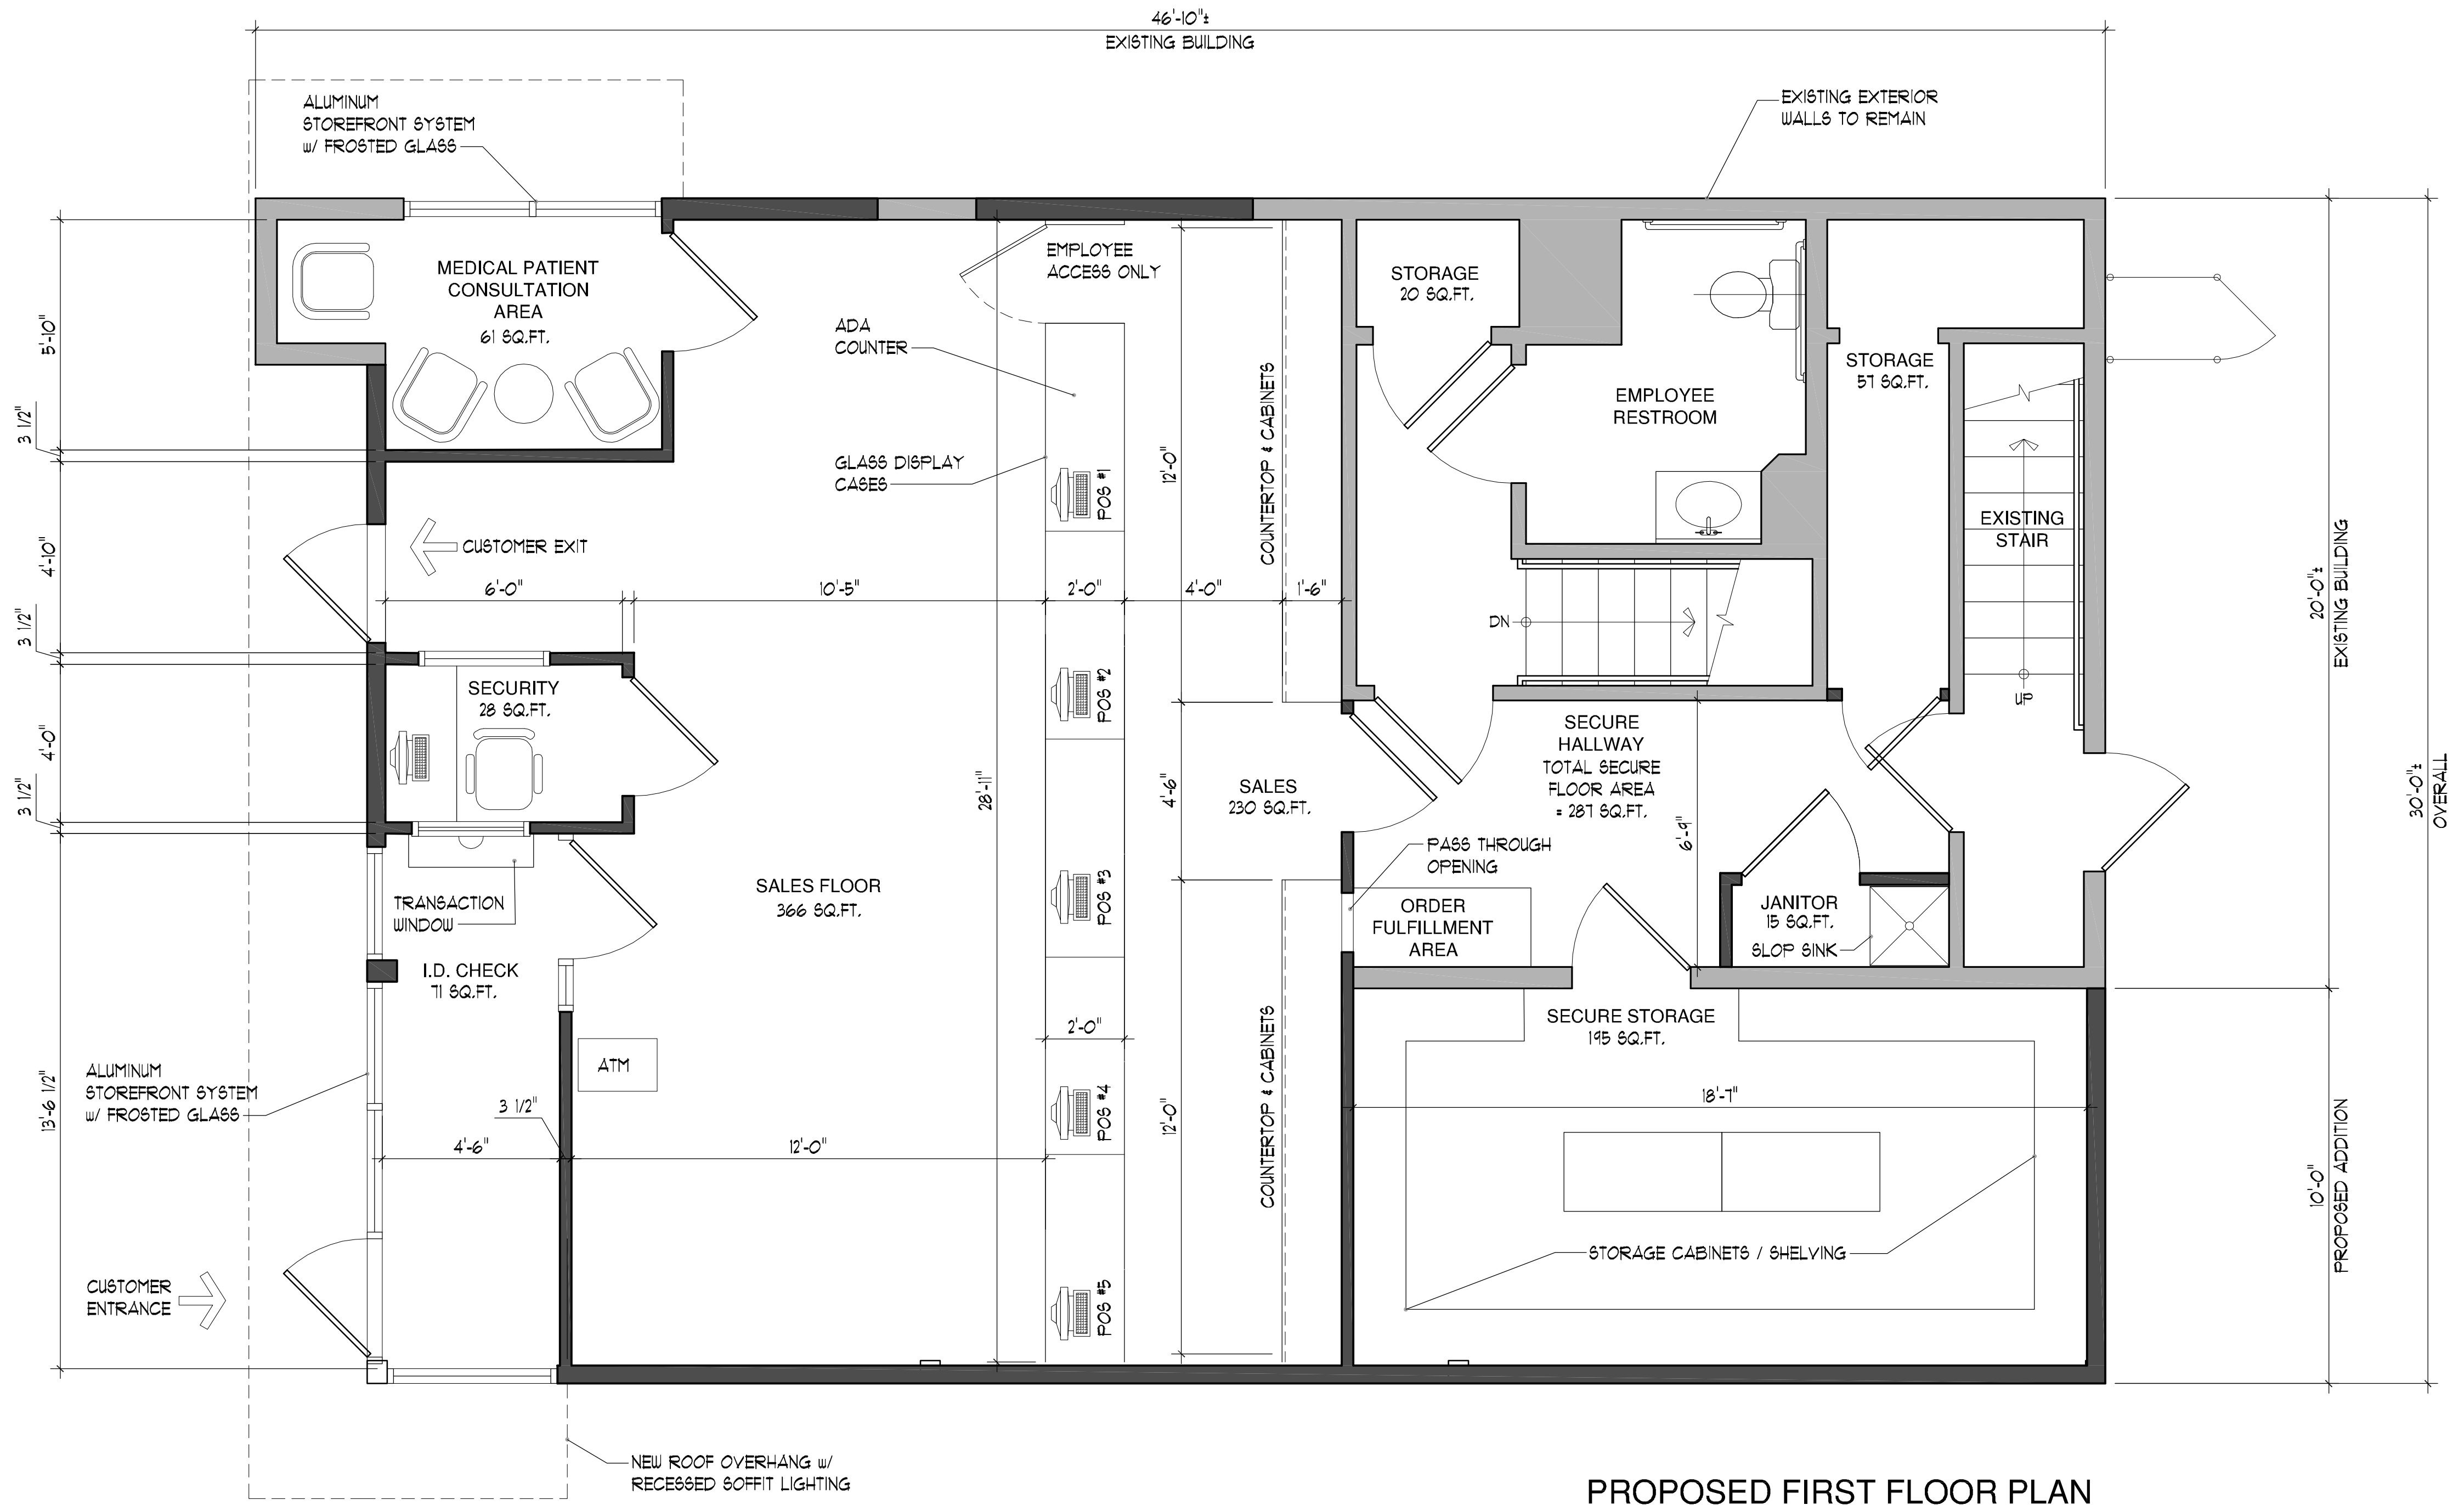 46'-10"±
EXISTING BUILDING
ALUMINUM
STOREFRONT SYSTEM
w/ FROSTED GLASS
EXISTING EXTERIOR
WALLS TO REMAIN
MEDICAL PATIENT
CONSULTATION
AREA
61 SQ.FT.
5'-10"
3 1/2"
4'-10"
3 1/2"
4'-0"
3 1/2"
13'-6 1/2"
EMPLOYEE
ACCESS ONLY
ADA
COUNTER
GLASS DISPLAY
CASES
POS #1
12'-0"
COUNTERTOP & CABINETS
STORAGE
20 SQ.FT.
EMPLOYEE
RESTROOM
STORAGE
57 SQ.FT.
EXISTING
STAIR
UP
DN
20'-0"±
EXISTING BUILDING
30'-0"±
OVERALL
CUSTOMER EXIT
6'-0"
10'-5"
2'-0"
4'-0"
1'-6"
SECURITY
28 SQ.FT.
POS #2
28'-11"
4'-6"
SALES
230 SQ.FT.
SECURE
HALLWAY
TOTAL SECURE
FLOOR AREA
= 287 SQ.FT.
6'-9"
PASS THROUGH
OPENING
ORDER
FULFILLMENT
AREA
JANITOR
15 SQ.FT.
SLOP SINK
TRANSACTION
WINDOW
SALES FLOOR
366 SQ.FT.
POS #3
I.D. CHECK
71 SQ.FT.
ATM
2'-0"
POS #4
12'-0"
COUNTERTOP & CABINETS
SECURE STORAGE
195 SQ.FT.
18'-7"
STORAGE CABINETS / SHELVING
10'-0"
PROPOSED ADDITION
ALUMINUM
STOREFRONT SYSTEM
w/ FROSTED GLASS
3 1/2"
4'-6"
12'-0"
CUSTOMER
ENTRANCE
POS #5
NEW ROOF OVERHANG w/
RECESSED SOFFIT LIGHTING
PROPOSED FIRST FLOOR PLAN